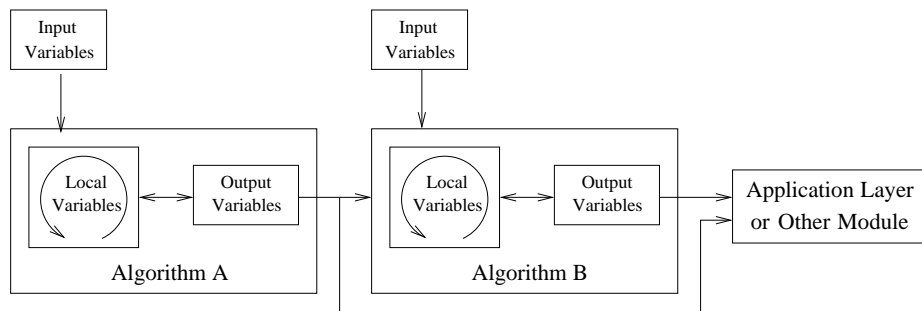 Input
Variables
Input
Variables
Local
Variables
Output
Variables
Algorithm A
Local
Variables
Output
Variables
Algorithm B
Application Layer
or Other Module